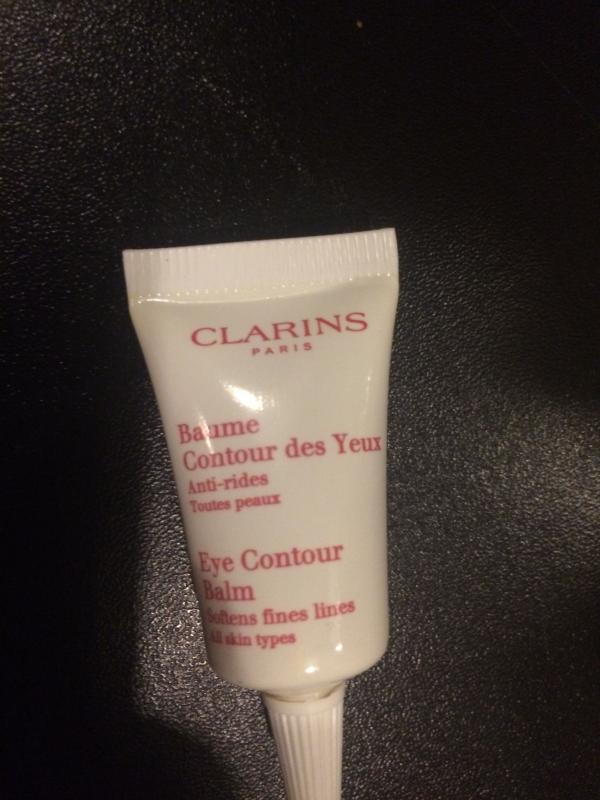 CLARINS
PARIS
Baume
Contour des Yeux
Anti-rides
Toutes peaux
Eye Contour
Balm
Softens fines lines
All skin types